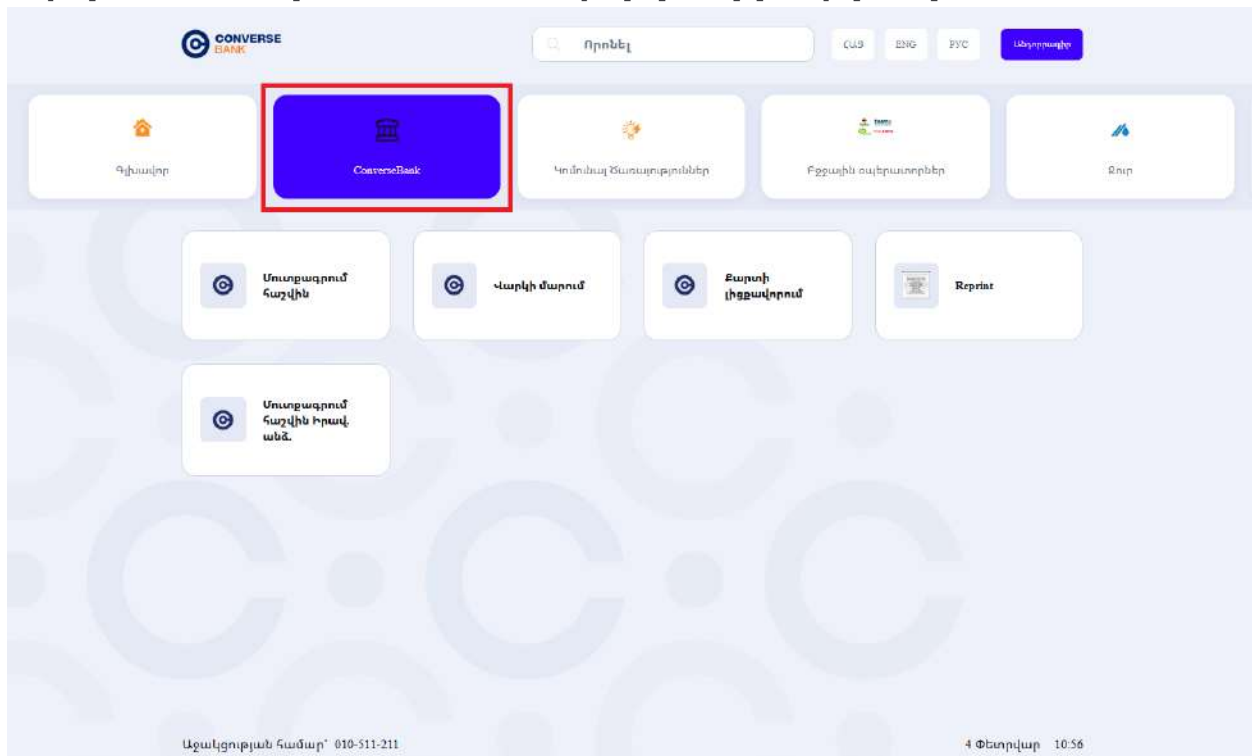 CONVERSE
BANK
Որոնել
ՀԱՅ
ENG
РУС
Անդորրագիր
Գլխավոր
ConverseBank
Կոմունալ Ծառայություններ
Բջջային օպերատորներ
Ջուր
Մուտքագրում
հաշվին
Վարկի մարում
Քարտի
լիցքավորում
Reprint
Մուտքագրում
հաշվին Իրավ.
անձ.
Աջակցության համար՝ 010-511-211
4 Փետրվար 10:56